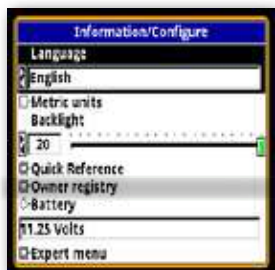 Information/Configure
Language
English
Metric units
Backlight
20
Quick Reference
Owner registry
Battery
11.25 Volts
Expert menu